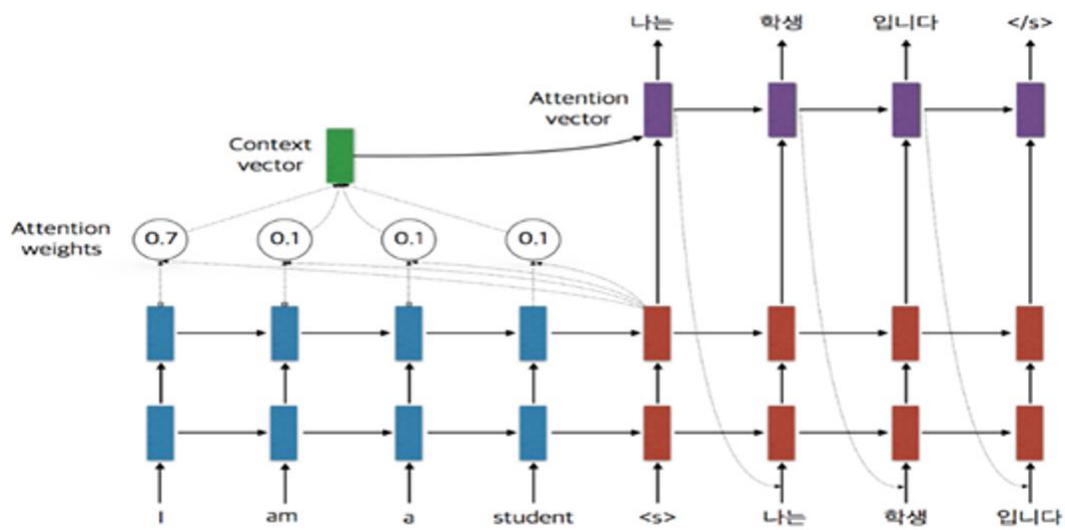 나는 학생 입니다 </s>
Attention
vector
Context
vector
Attention
weights
0.7 0.1 0.1 0.1
I am a student <s> 나는 학생 입니다